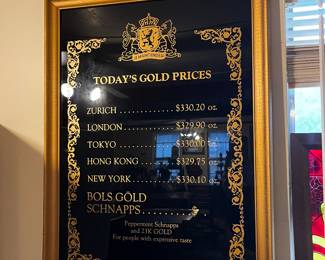 TODAY'S GOLD PRICES
ZURICH . . . . . . . . . . . . $330.20 oz.
LONDON . . . . . . . . . . . $329.90 oz.
TOKYO . . . . . . . . . . . . . $330.00 oz.
HONG KONG . . . . . . . . $329.75 oz.
NEW YORK . . . . . . . . . . $330.10 oz.
BOLS GOLD
SCHNAPPS . . . . . . . . . $
Peppermint Schnapps
and 23K GOLD
For people with expensive taste